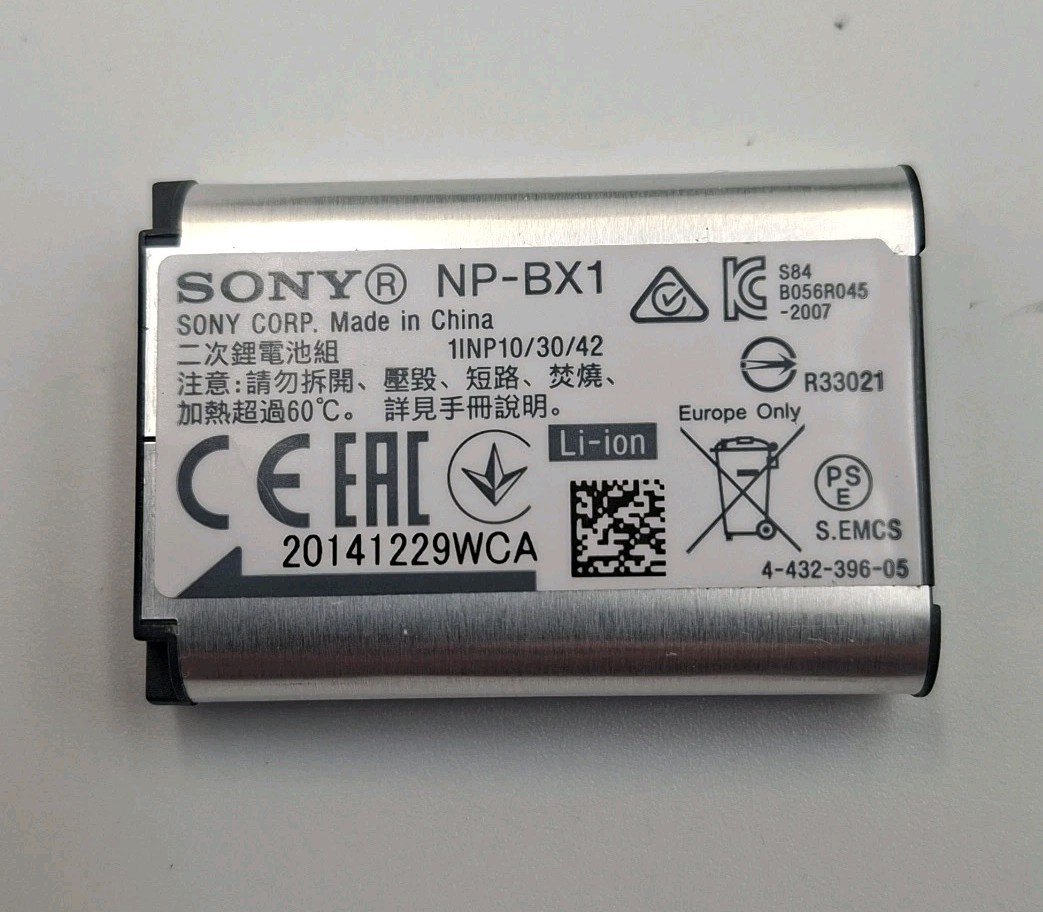 SONY® NP-BX1
SONY CORP. Made in China
二次鋰電池組 1INP10/30/42
注意:請勿拆開、壓毀、短路、焚燒、
加熱超過60℃。 詳見手冊說明。
S84
B056R045
-2007
R33021
Europe Only
CE EAC
Li-ion
PS
E
S.EMCS
20141229WCA
4-432-396-05